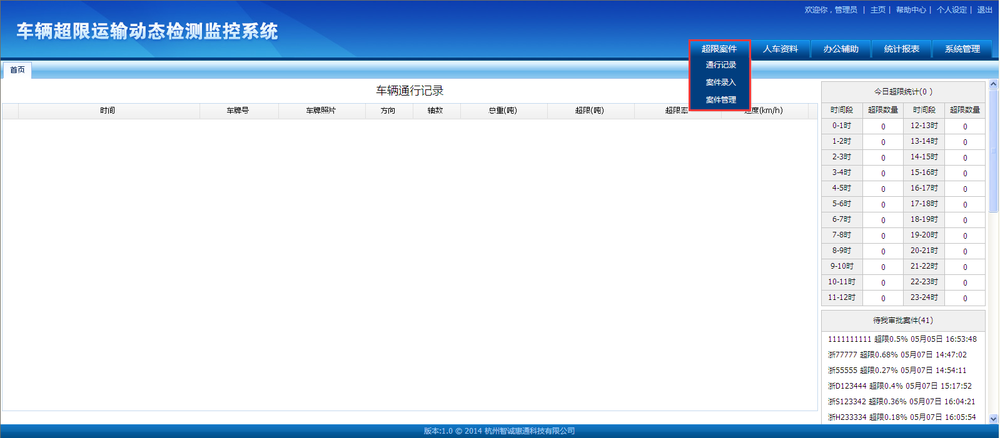 欢迎你，管理员 | 主页 | 帮助中心 | 个人设定 | 退出
车辆超限运输动态检测监控系统
超限案件 人车资料 办公辅助 统计报表 系统管理
通行记录
案件录入
案件管理
首页
车辆通行记录
时间 车牌号 车牌照片 方向 轴数 总重(吨) 超限(吨) 超限率 速度(km/h)
今日超限统计(0 )
时间段 超限数量 时间段 超限数量
0-1时 0 12-13时 0
1-2时 0 13-14时 0
2-3时 0 14-15时 0
3-4时 0 15-16时 0
4-5时 0 16-17时 0
5-6时 0 17-18时 0
6-7时 0 18-19时 0
7-8时 0 19-20时 0
8-9时 0 20-21时 0
9-10时 0 21-22时 0
10-11时 0 22-23时 0
11-12时 0 23-24时 0
待我审批案件(41)
1111111111 超限0.5% 05月05日 16:53:48
浙77777 超限0.68% 05月07日 14:47:02
浙55555 超限0.27% 05月07日 14:54:11
浙D123444 超限0.4% 05月07日 15:17:52
浙S123342 超限0.36% 05月07日 16:04:21
浙H233334 超限0.18% 05月07日 16:05:54
版本:1.0 © 2014 杭州智诚惠通科技有限公司